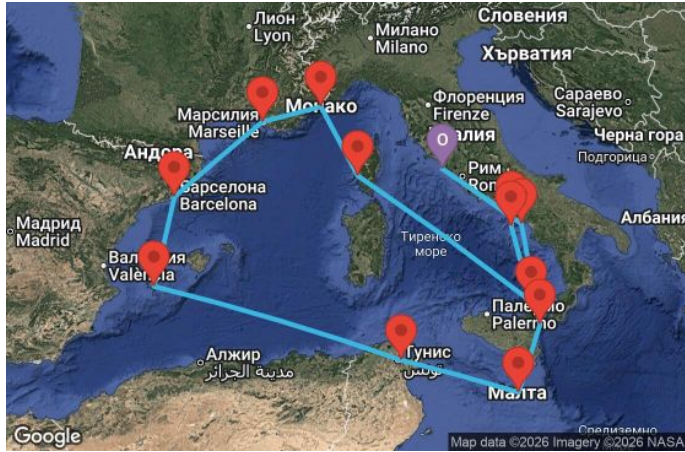 Лион
Lyon
Словения
Милано
Milano
Хърватия
Монако
Марсилия
Marseille
Флоренция
Firenze
Сараево
Sarajevo
Андора
Черна гора
Подгорица
O
Рим
Барселона
Barcelona
Мадрид
Madrid
Албания
Тиренско
море
València
Палермо
Palermo
Алжир
مدينة الجزائر
Тунис
تونس
Малта
Средиземно
Google
Map data ©2026 Imagery ©2026 NASA